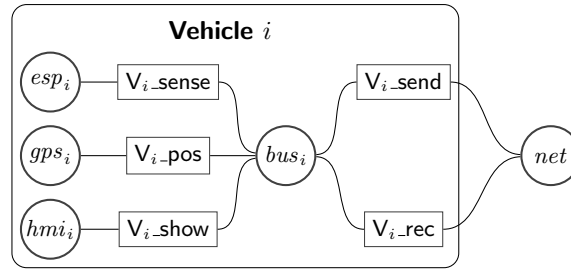 Vehicle i
esp_i V_i_sense V_i_send
gps_i V_i_pos bus_i net
hmi_i V_i_show V_i_rec